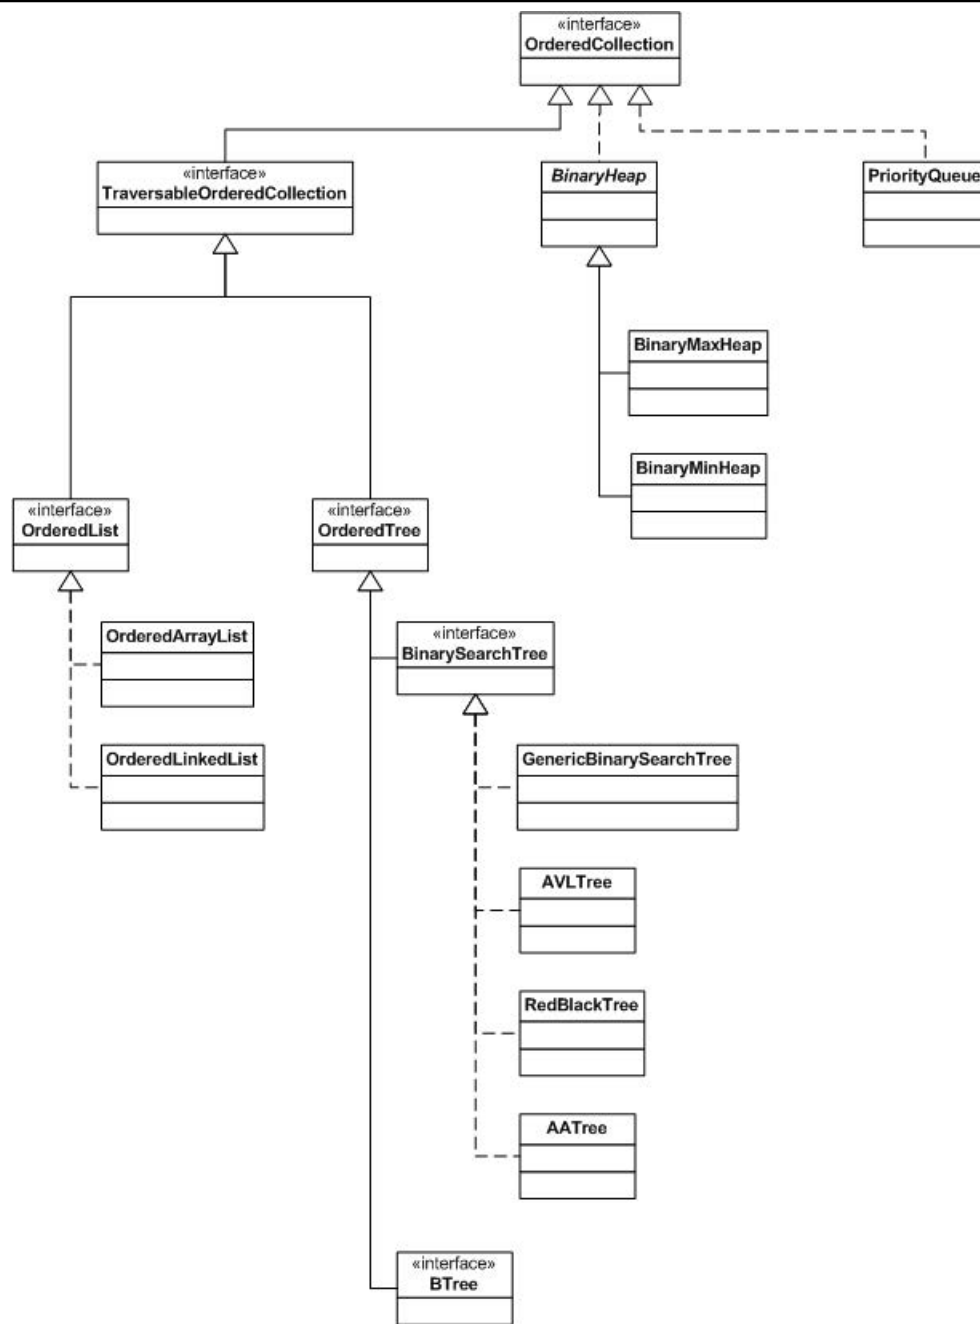 «interface»
OrderedCollection
«interface»
TraversableOrderedCollection
BinaryHeap
PriorityQueue
BinaryMaxHeap
BinaryMinHeap
«interface»
OrderedList
«interface»
OrderedTree
OrderedArrayList
«interface»
BinarySearchTree
OrderedLinkedList
GenericBinarySearchTree
AVLTree
RedBlackTree
AATree
«interface»
BTree